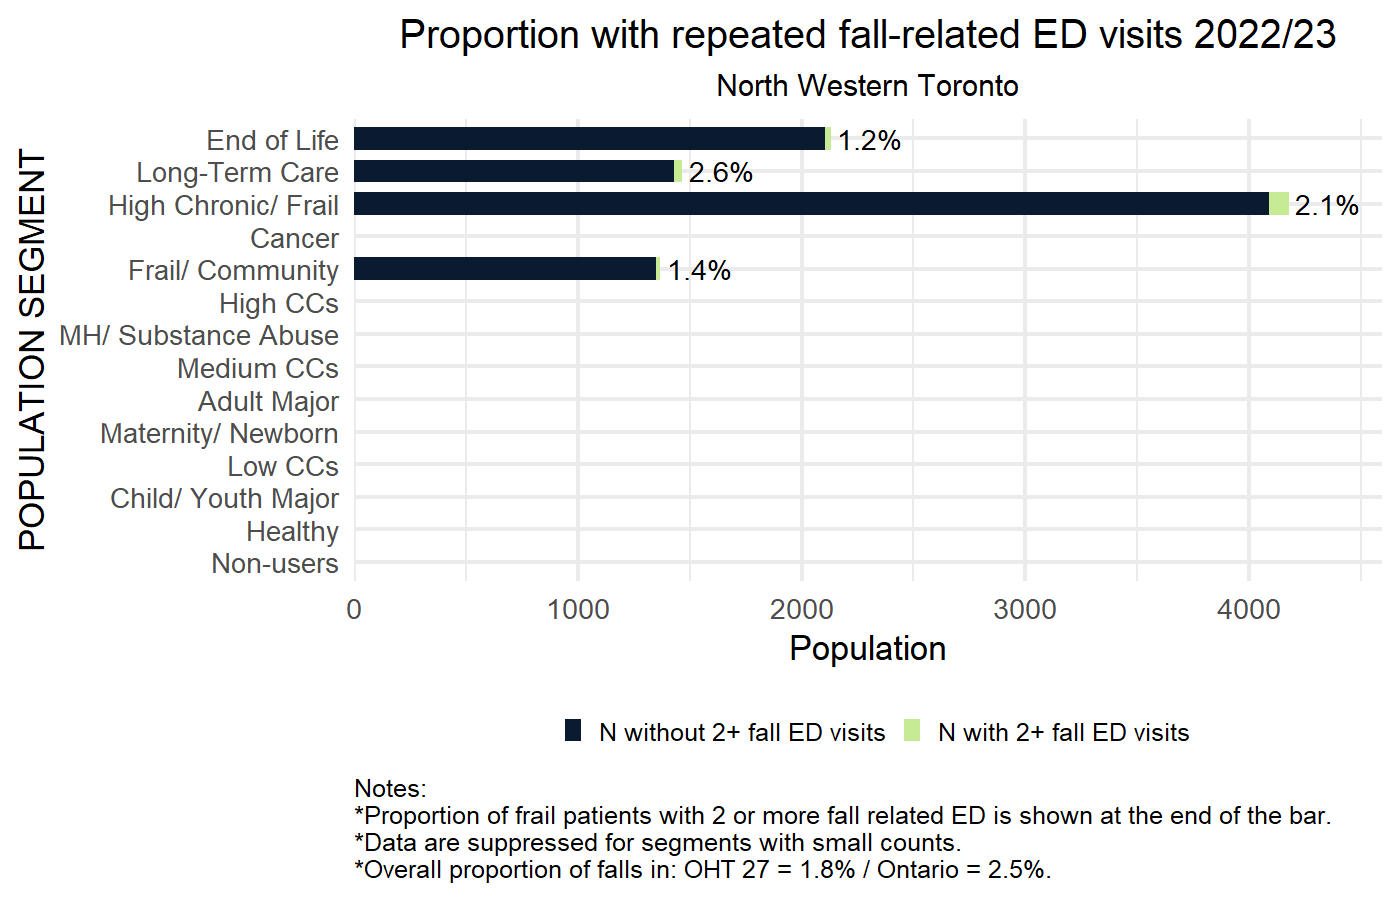 Proportion with repeated fall-related ED visits 2022/23
North Western Toronto
POPULATION SEGMENT
End of Life 1.2%
Long-Term Care 2.6%
High Chronic/ Frail 2.1%
Cancer
Frail/ Community 1.4%
High CCs
MH/ Substance Abuse
Medium CCs
Adult Major
Maternity/ Newborn
Low CCs
Child/ Youth Major
Healthy
Non-users
0 1000 2000 3000 4000
Population
N without 2+ fall ED visits N with 2+ fall ED visits
Notes:
*Proportion of frail patients with 2 or more fall related ED is shown at the end of the bar.
*Data are suppressed for segments with small counts.
*Overall proportion of falls in: OHT 27 = 1.8% / Ontario = 2.5%.